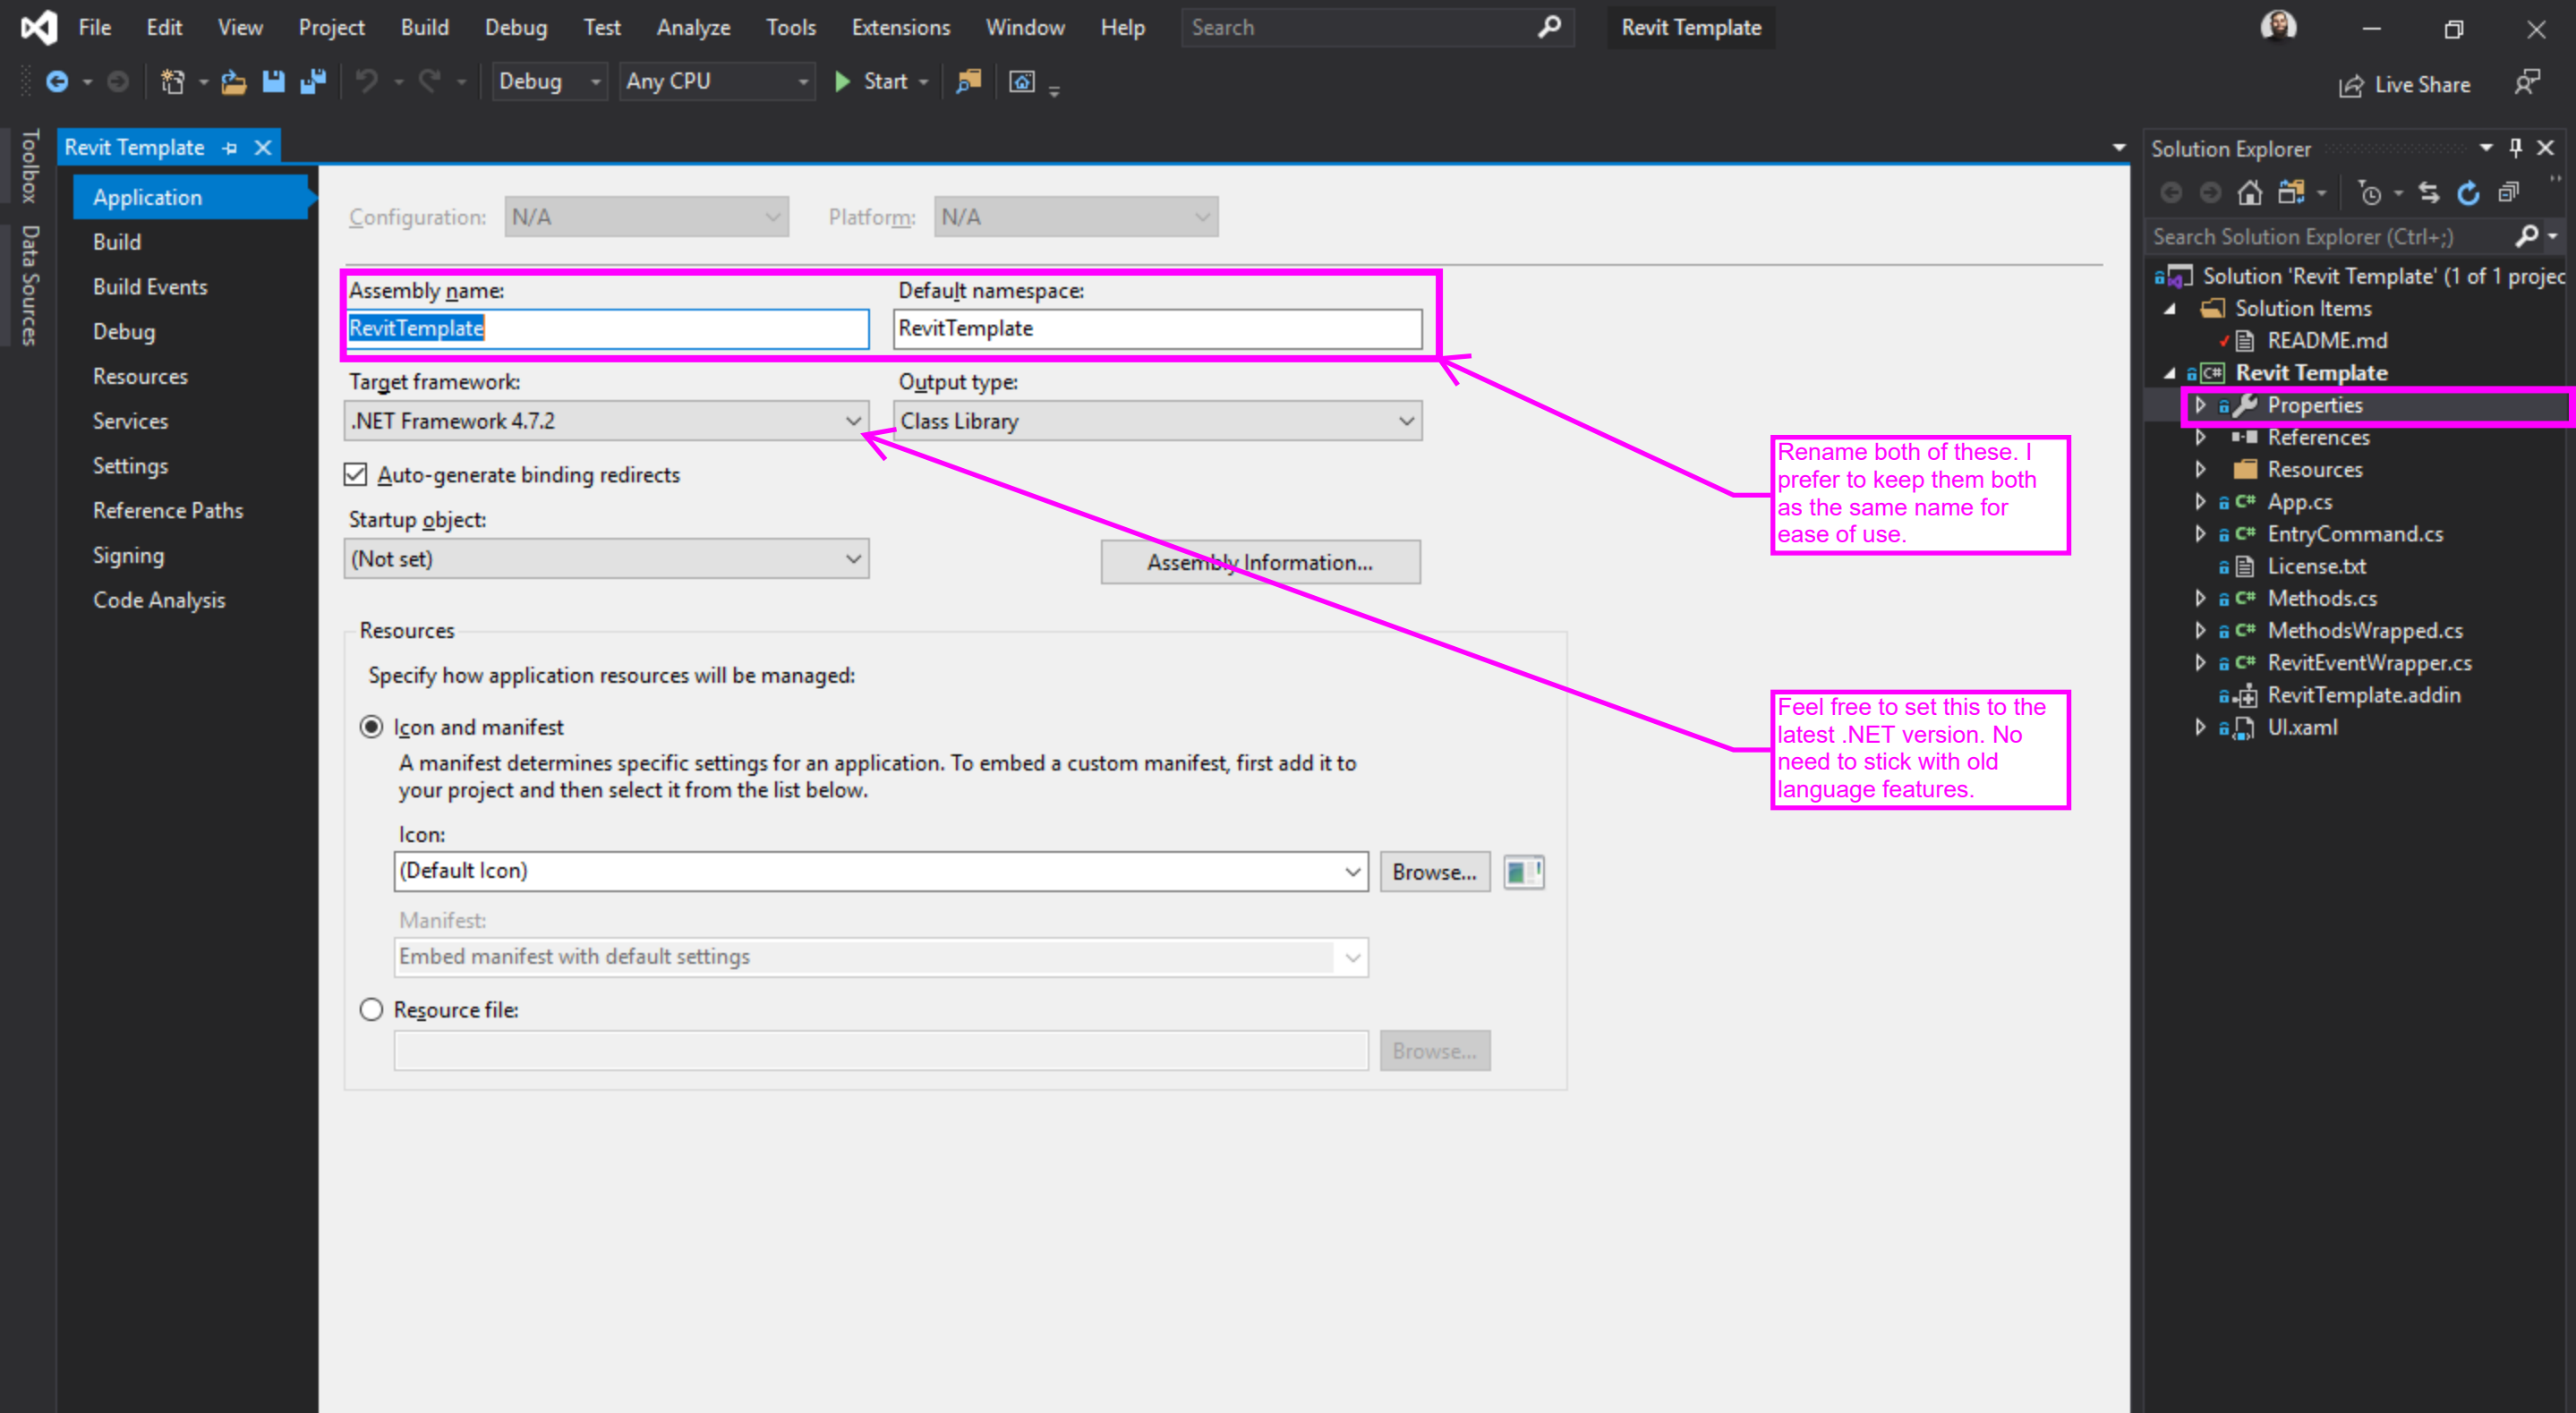 File Edit View Project Build Debug Test Analyze Tools Extensions Window Help Search Revit Template
Debug Any CPU Start Live Share
Toolbox
Data Sources
Revit Template
Application
Build
Build Events
Debug
Resources
Services
Settings
Reference Paths
Signing
Code Analysis
Configuration: N/A Platform: N/A
Assembly name: Default namespace:
RevitTemplate RevitTemplate
Target framework: Output type:
.NET Framework 4.7.2 Class Library
Auto-generate binding redirects
Startup object:
(Not set) Assembly Information...
Resources
Specify how application resources will be managed:
Icon and manifest
A manifest determines specific settings for an application. To embed a custom manifest, first add it to
your project and then select it from the list below.
Icon:
(Default Icon) Browse...
Manifest:
Embed manifest with default settings
Resource file:
Browse...
Rename both of these. I
prefer to keep them both
as the same name for
ease of use.
Feel free to set this to the
latest .NET version. No
need to stick with old
language features.
Solution Explorer
Search Solution Explorer (Ctrl+;)
Solution 'Revit Template' (1 of 1 projec
Solution Items
README.md
C# Revit Template
Properties
References
Resources
C# App.cs
C# EntryCommand.cs
License.txt
C# Methods.cs
C# MethodsWrapped.cs
C# RevitEventWrapper.cs
RevitTemplate.addin
UI.xaml